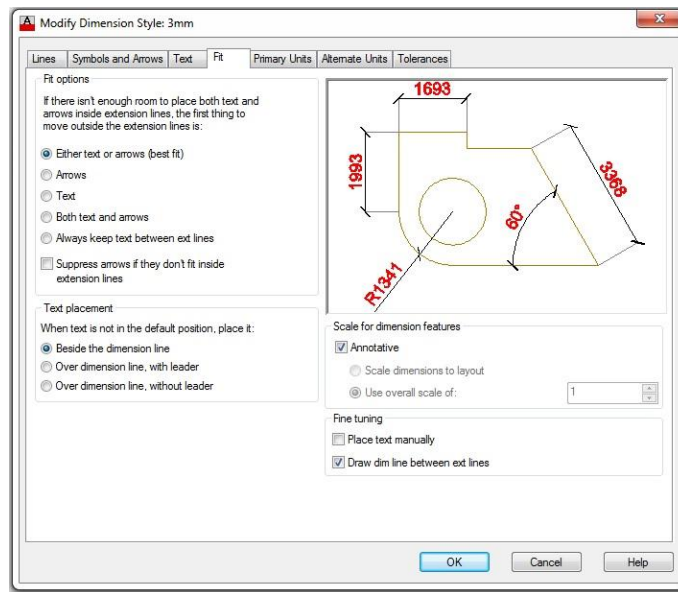 A Modify Dimension Style: 3mm
Lines Symbols and Arrows Text Fit Primary Units Alternate Units Tolerances
Fit options
If there isn't enough room to place both text and
arrows inside extension lines, the first thing to
move outside the extension lines is:
Either text or arrows (best fit)
Arrows
Text
Both text and arrows
Always keep text between ext lines
Suppress arrows if they don't fit inside
extension lines
Text placement
When text is not in the default position, place it:
Beside the dimension line
Over dimension line, with leader
Over dimension line, without leader
1693
1993
3368
60°
R1341
Scale for dimension features
Annotative
Scale dimensions to layout
Use overall scale of: 1
Fine tuning
Place text manually
Draw dim line between ext lines
OK Cancel Help